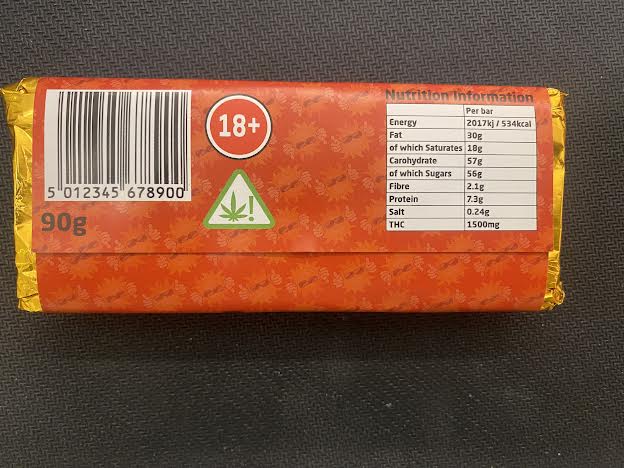 5 012345 678900
90g
18+
!
Nutrition Information
Per bar
Energy 2017kj / 534kcal
Fat 30g
of which Saturates 18g
Carohydrate 57g
of which Sugars 56g
Fibre 2.1g
Protein 7.3g
Salt 0.24g
THC 1500mg